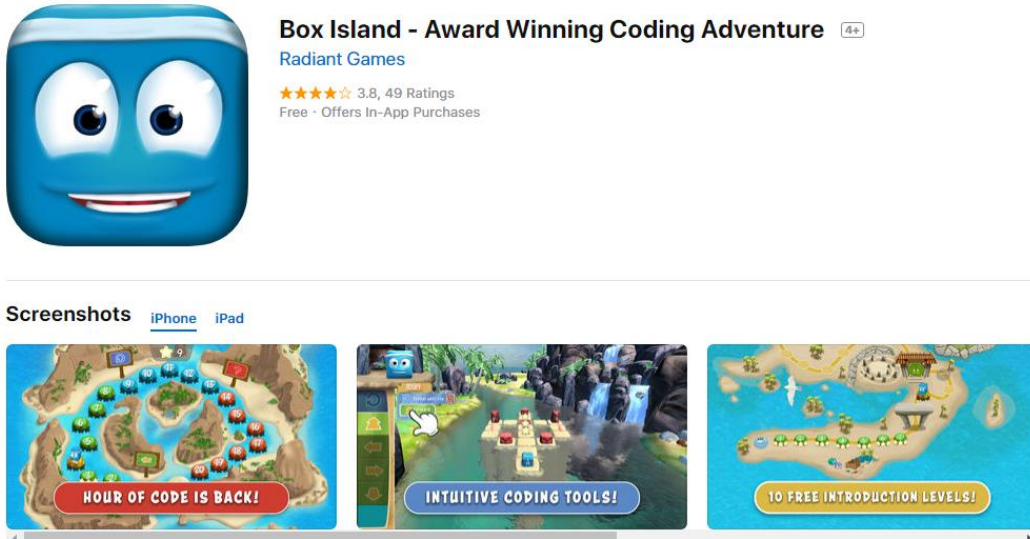 Box Island - Award Winning Coding Adventure 4+
Radiant Games
3.8, 49 Ratings
Free · Offers In-App Purchases
Screenshots iPhone iPad
9
HOUR OF CODE IS BACK!
INTUITIVE CODING TOOLS!
10 FREE INTRODUCTION LEVELS!